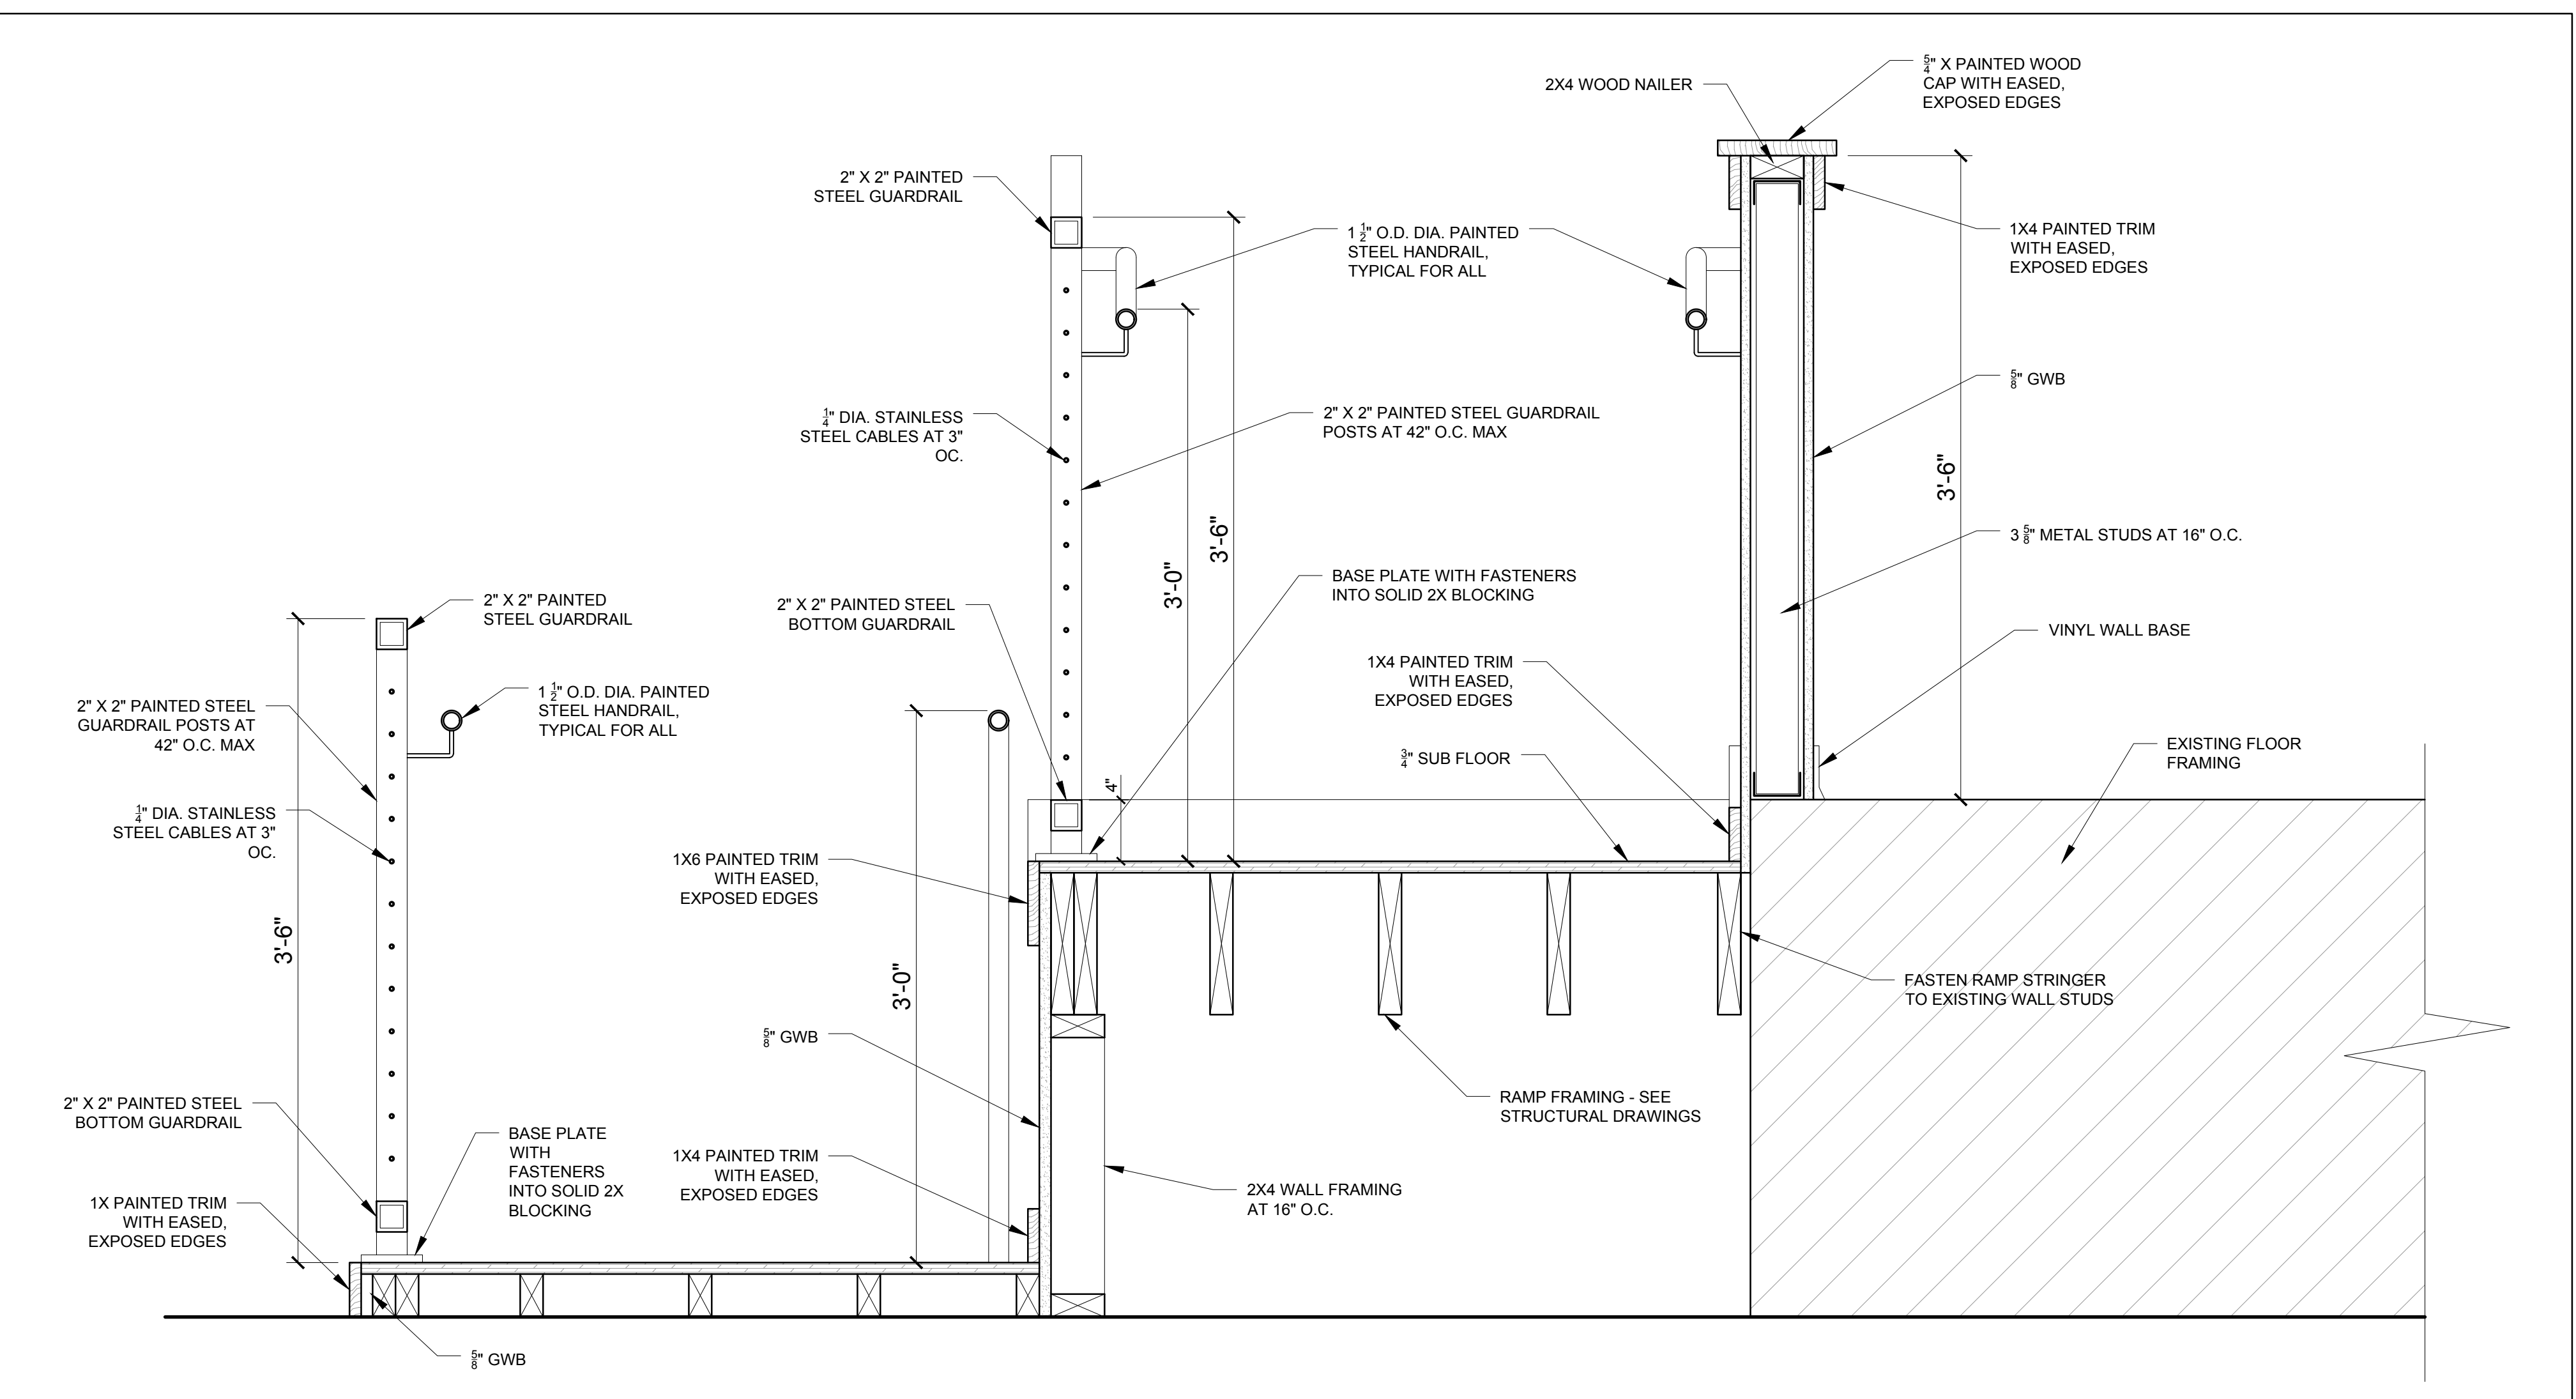 2X4 WOOD NAILER
5/4" X PAINTED WOOD
CAP WITH EASED,
EXPOSED EDGES
2" X 2" PAINTED
STEEL GUARDRAIL
1 1/2" O.D. DIA. PAINTED
STEEL HANDRAIL,
TYPICAL FOR ALL
1X4 PAINTED TRIM
WITH EASED,
EXPOSED EDGES
5/8" GWB
1/4" DIA. STAINLESS
STEEL CABLES AT 3"
OC.
2" X 2" PAINTED STEEL GUARDRAIL
POSTS AT 42" O.C. MAX
3'-6"
3'-6"
3'-0"
3 5/8" METAL STUDS AT 16" O.C.
BASE PLATE WITH FASTENERS
INTO SOLID 2X BLOCKING
2" X 2" PAINTED STEEL
BOTTOM GUARDRAIL
2" X 2" PAINTED
STEEL GUARDRAIL
VINYL WALL BASE
1X4 PAINTED TRIM
WITH EASED,
EXPOSED EDGES
1 1/2" O.D. DIA. PAINTED
STEEL HANDRAIL,
TYPICAL FOR ALL
2" X 2" PAINTED STEEL
GUARDRAIL POSTS AT
42" O.C. MAX
3/4" SUB FLOOR
EXISTING FLOOR
FRAMING
4"
1/4" DIA. STAINLESS
STEEL CABLES AT 3"
OC.
1X6 PAINTED TRIM
WITH EASED,
EXPOSED EDGES
3'-6"
3'-0"
FASTEN RAMP STRINGER
TO EXISTING WALL STUDS
5/8" GWB
RAMP FRAMING - SEE
STRUCTURAL DRAWINGS
2" X 2" PAINTED STEEL
BOTTOM GUARDRAIL
BASE PLATE
WITH
FASTENERS
INTO SOLID 2X
BLOCKING
1X4 PAINTED TRIM
WITH EASED,
EXPOSED EDGES
2X4 WALL FRAMING
AT 16" O.C.
1X PAINTED TRIM
WITH EASED,
EXPOSED EDGES
5/8" GWB